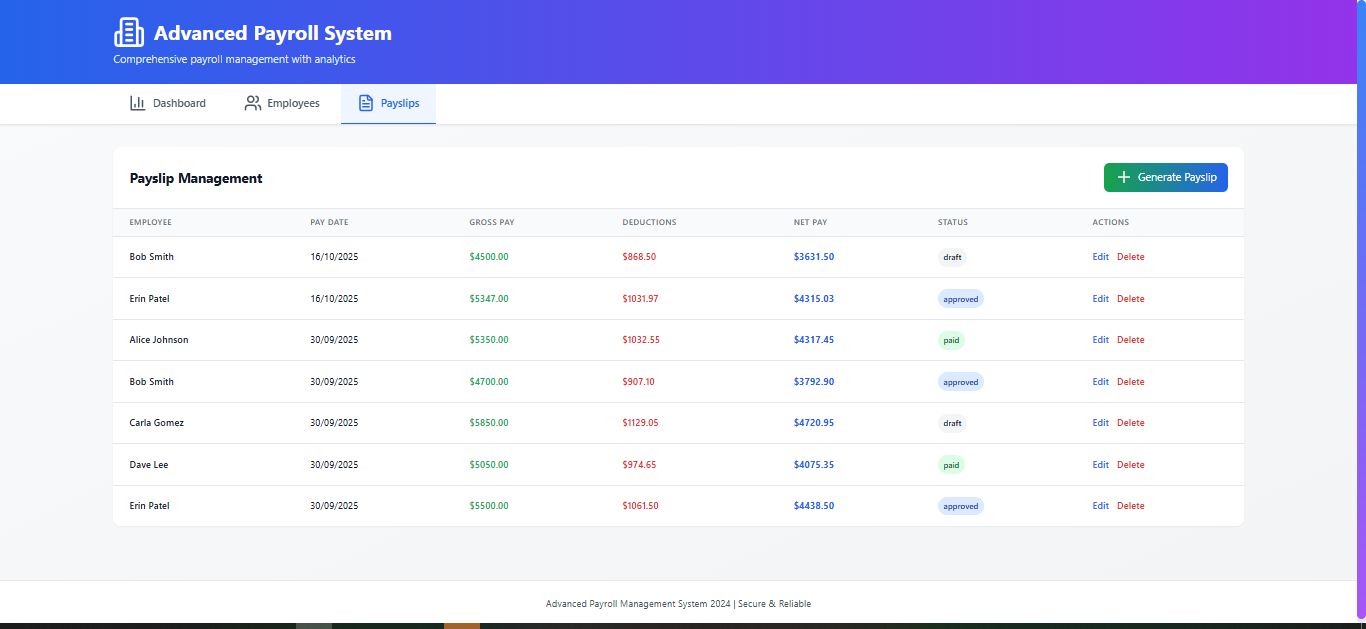 Advanced Payroll System
Comprehensive payroll management with analytics
Dashboard Employees Payslips
Payslip Management Generate Payslip
EMPLOYEE PAY DATE GROSS PAY DEDUCTIONS NET PAY STATUS ACTIONS
Bob Smith 16/10/2025 $4500.00 $868.50 $3631.50 draft Edit Delete
Erin Patel 16/10/2025 $5347.00 $1031.97 $4315.03 approved Edit Delete
Alice Johnson 30/09/2025 $5350.00 $1032.55 $4317.45 paid Edit Delete
Bob Smith 30/09/2025 $4700.00 $907.10 $3792.90 approved Edit Delete
Carla Gomez 30/09/2025 $5850.00 $1129.05 $4720.95 draft Edit Delete
Dave Lee 30/09/2025 $5050.00 $974.65 $4075.35 paid Edit Delete
Erin Patel 30/09/2025 $5500.00 $1061.50 $4438.50 approved Edit Delete
Advanced Payroll Management System 2024 | Secure & Reliable